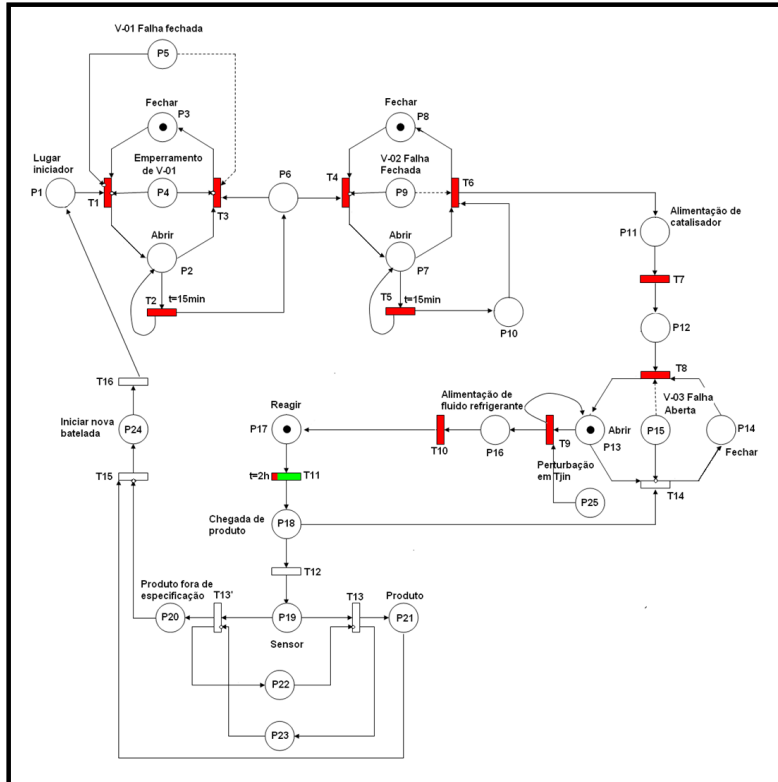 V-01 Falha fechada
P5
Fechar
P3
Lugar
iniciador
P1
T1
Emperramento
de V-01
P4
T3
P6
Abrir
P2
T2
t=15min
Fechar
P8
T4
V-02 Falha
Fechada
P9
T6
Abrir
P7
T5
t=15min
P10
Alimentação de
catalisador
P11
T7
P12
T8
V-03 Falha
Aberta
P15
P14
Fechar
Abrir
P13
T14
Alimentação de
fluido refrigerante
T9
P16
T10
Perturbação
em Tjin
P25
Reagir
P17
t=2h
T11
Chegada de
produto
P18
T12
T16
Iniciar nova
batelada
P24
T15
Produto fora de
especificação
P20
T13'
P19
Sensor
T13
Produto
P21
P22
P23